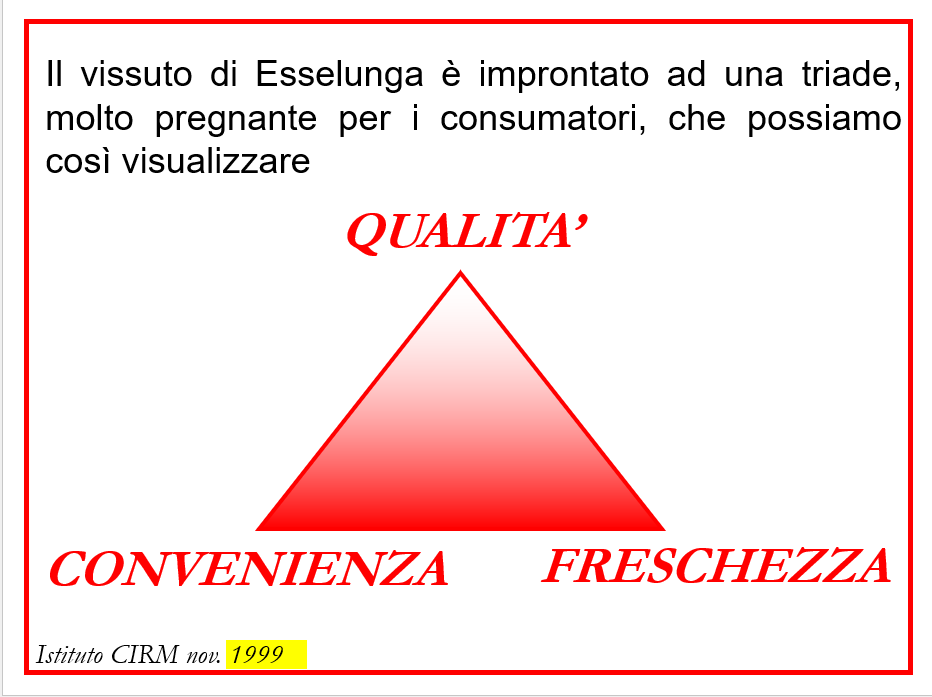 Il vissuto di Esselunga è improntato ad una triade,
molto pregnante per i consumatori, che possiamo
così visualizzare
QUALITA’
CONVENIENZA
FRESCHEZZA
Istituto CIRM nov. 1999